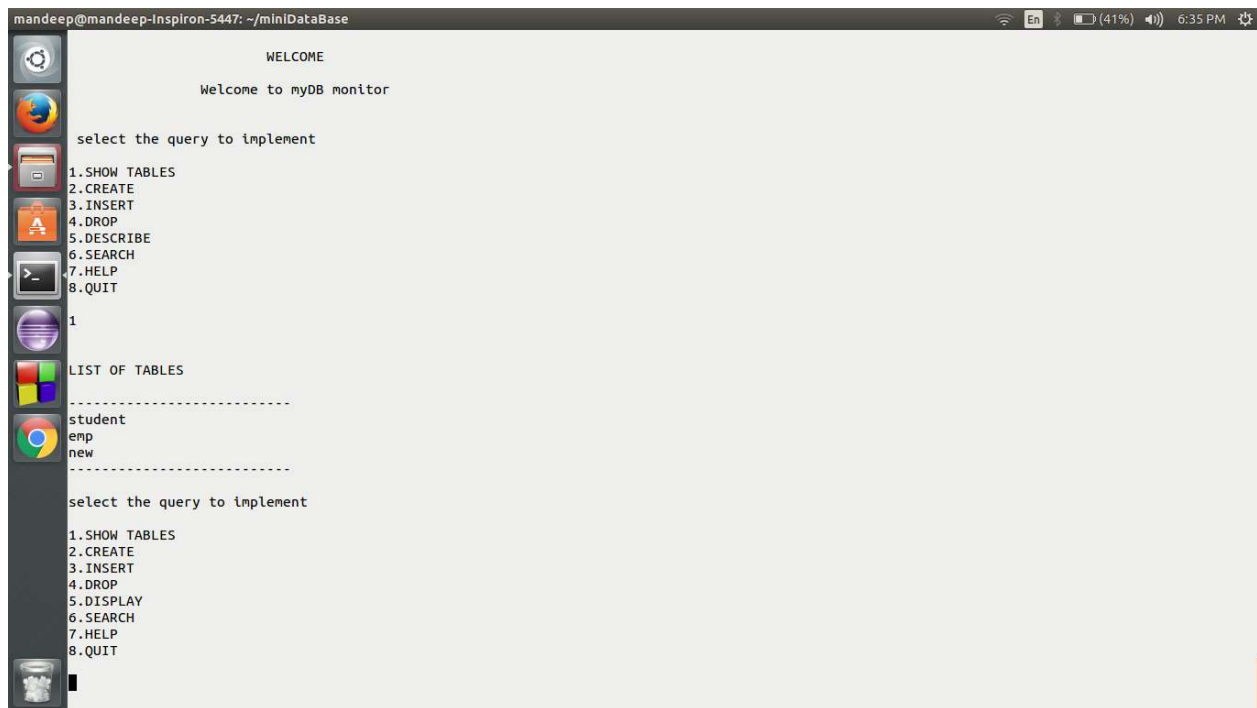 mandeep@mandeep-Inspiron-5447: ~/miniDataBase En (41%) 6:35 PM
WELCOME
Welcome to myDB monitor
select the query to implement
1.SHOW TABLES
2.CREATE
3.INSERT
4.DROP
5.DESCRIBE
6.SEARCH
7.HELP
8.QUIT
1
LIST OF TABLES
---------------------------
student
emp
new
---------------------------
select the query to implement
1.SHOW TABLES
2.CREATE
3.INSERT
4.DROP
5.DISPLAY
6.SEARCH
7.HELP
8.QUIT